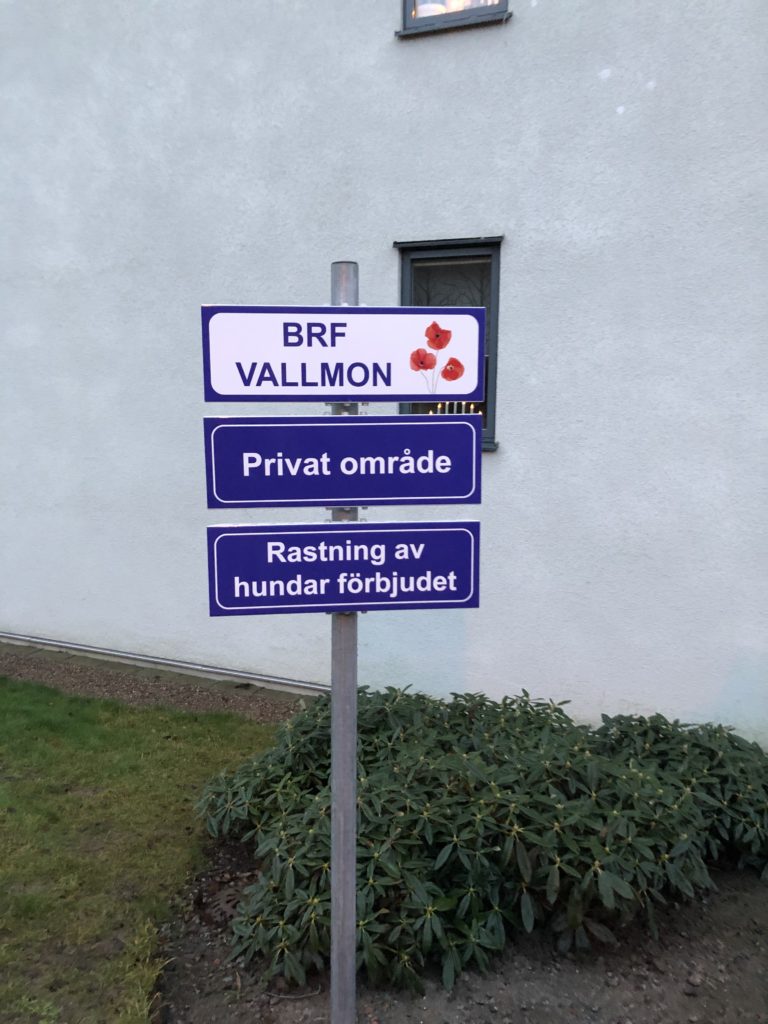 BRF
VALLMON
Privat område
Rastning av
hundar förbjudet